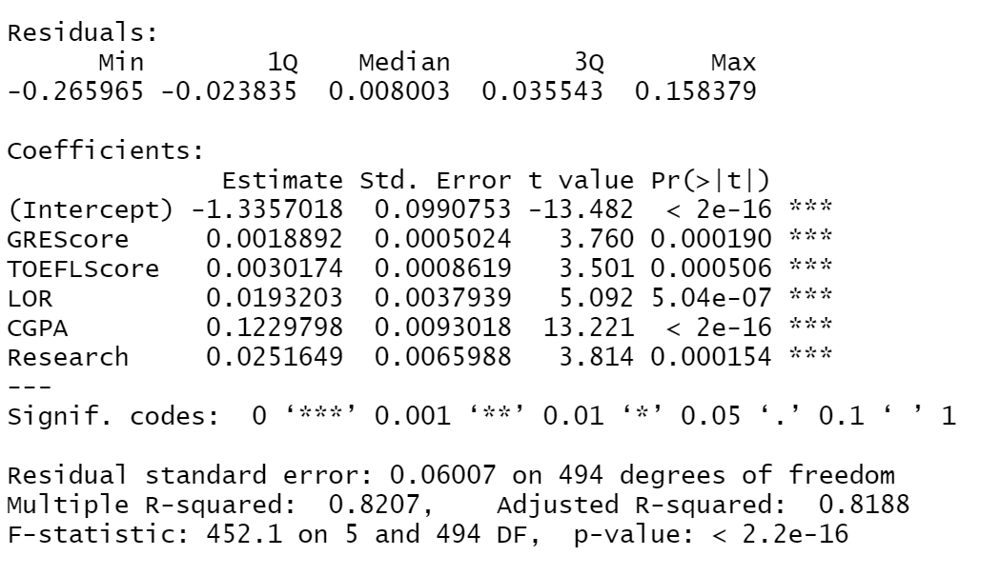 Residuals:
      Min        1Q    Median        3Q       Max
-0.265965 -0.023835  0.008003  0.035543  0.158379
Coefficients:
              Estimate Std. Error t value Pr(>|t|)
(Intercept) -1.3357018  0.0990753 -13.482  < 2e-16 ***
GREScore     0.0018892  0.0005024   3.760 0.000190 ***
TOEFLScore   0.0030174  0.0008619   3.501 0.000506 ***
LOR          0.0193203  0.0037939   5.092 5.04e-07 ***
CGPA         0.1229798  0.0093018  13.221  < 2e-16 ***
Research     0.0251649  0.0065988   3.814 0.000154 ***
---
Signif. codes:  0 ‘***’ 0.001 ‘**’ 0.01 ‘*’ 0.05 ‘.’ 0.1 ‘ ’ 1
Residual standard error: 0.06007 on 494 degrees of freedom
Multiple R-squared:  0.8207,    Adjusted R-squared:  0.8188
F-statistic: 452.1 on 5 and 494 DF,  p-value: < 2.2e-16